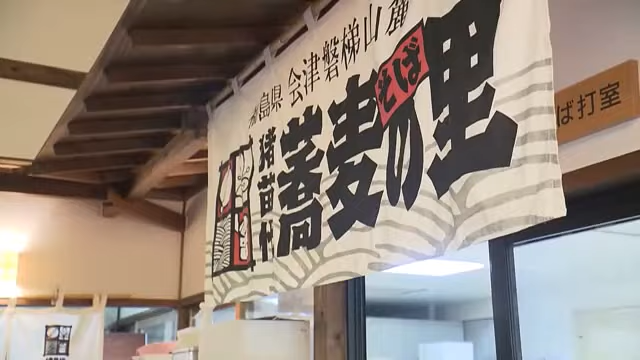 島県 会津磐梯山麓
猪苗代
蕎麦の里
そば
ば打室